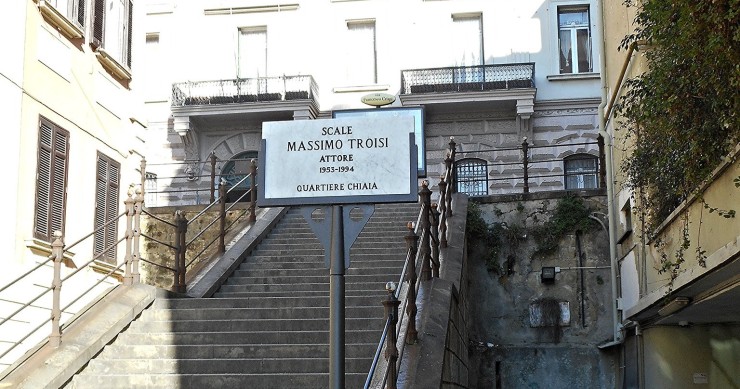 SCALE
MASSIMO TROISI
ATTORE
1953-1994
QUARTIERE CHIAIA